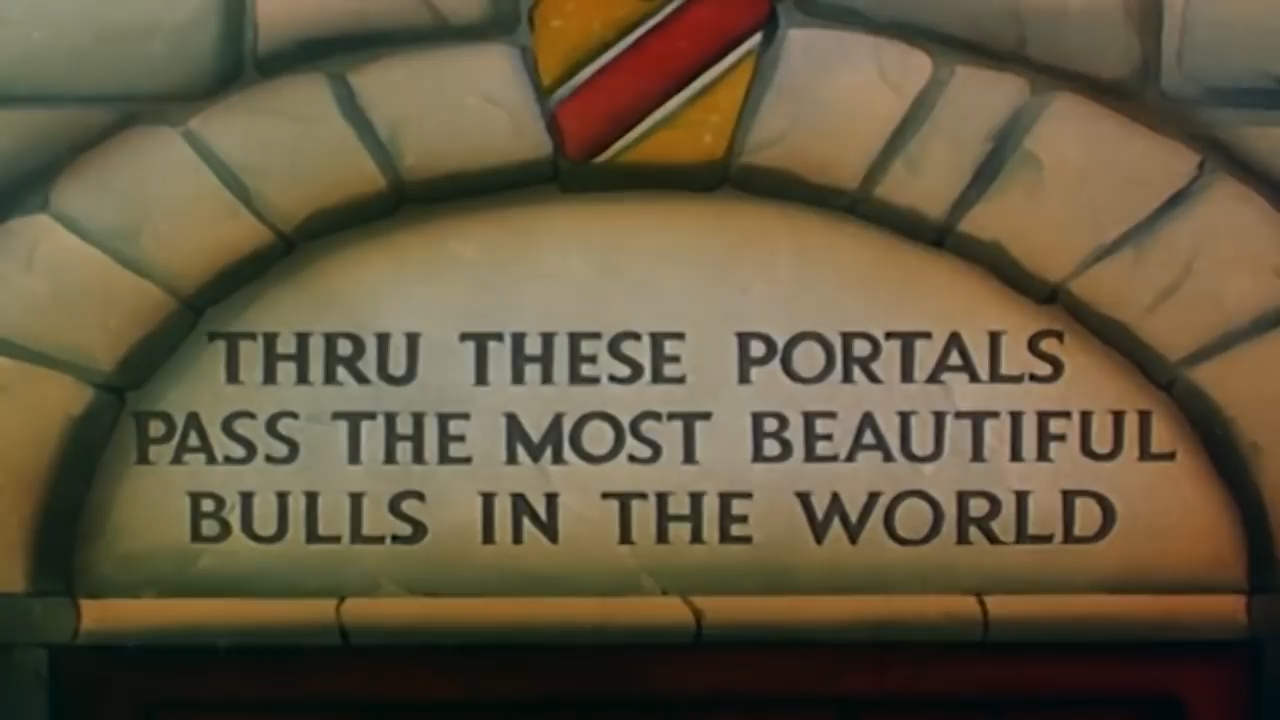 THRU THESE PORTALS
PASS THE MOST BEAUTIFUL
BULLS IN THE WORLD